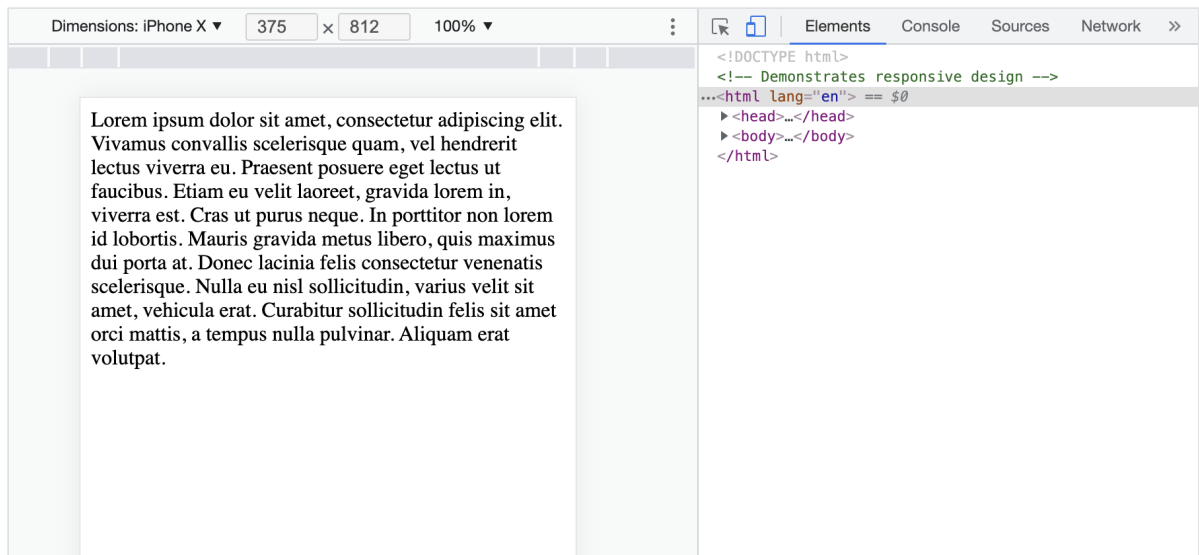 Dimensions: iPhone X ▼ 375 × 812 100% ▼
Elements Console Sources Network »
Lorem ipsum dolor sit amet, consectetur adipiscing elit.
Vivamus convallis scelerisque quam, vel hendrerit
lectus viverra eu. Praesent posuere eget lectus ut
faucibus. Etiam eu velit laoreet, gravida lorem in,
viverra est. Cras ut purus neque. In porttitor non lorem
id lobortis. Mauris gravida metus libero, quis maximus
dui porta at. Donec lacinia felis consectetur venenatis
scelerisque. Nulla eu nisl sollicitudin, varius velit sit
amet, vehicula erat. Curabitur sollicitudin felis sit amet
orci mattis, a tempus nulla pulvinar. Aliquam erat
volutpat.
<!DOCTYPE html>
<!-- Demonstrates responsive design -->
…<html lang="en"> == $0
▶<head>…</head>
▶<body>…</body>
</html>